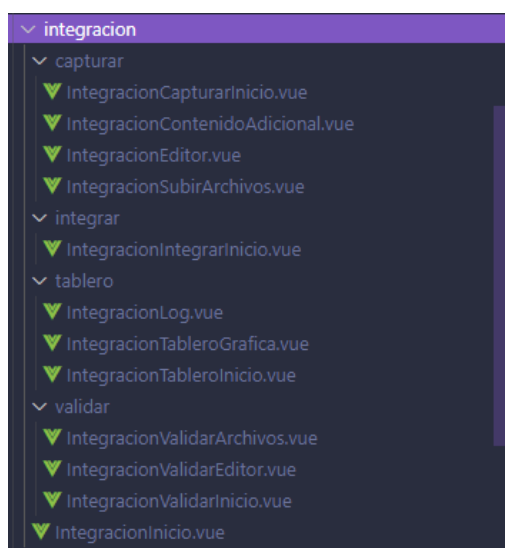 integracion
capturar
IntegracionCapturarInicio.vue
IntegracionContenidoAdicional.vue
IntegracionEditor.vue
IntegracionSubirArchivos.vue
integrar
IntegracionIntegrarInicio.vue
tablero
IntegracionLog.vue
IntegracionTableroGrafica.vue
IntegracionTableroInicio.vue
validar
IntegracionValidarArchivos.vue
IntegracionValidarEditor.vue
IntegracionValidarInicio.vue
IntegracionInicio.vue